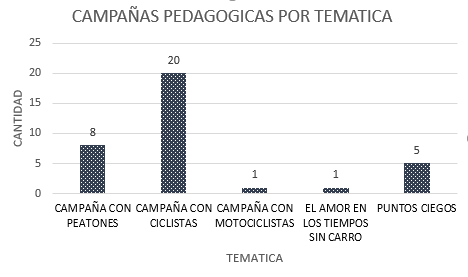 CAMPAÑAS PEDAGOGICAS POR TEMATICA
CANTIDAD
25
20
15
10
5
0
8
20
1
1
5
CAMPAÑA CON
PEATONES
CAMPAÑA CON
CICLISTAS
CAMPAÑA CON
MOTOCICLISTAS
EL AMOR EN
LOS TIEMPOS
SIN CARRO
PUNTOS CIEGOS
TEMATICA